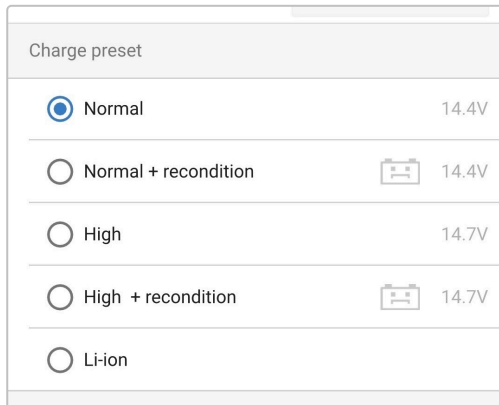 Charge preset
Normal 14.4V
Normal + recondition 14.4V
High 14.7V
High + recondition 14.7V
Li-ion